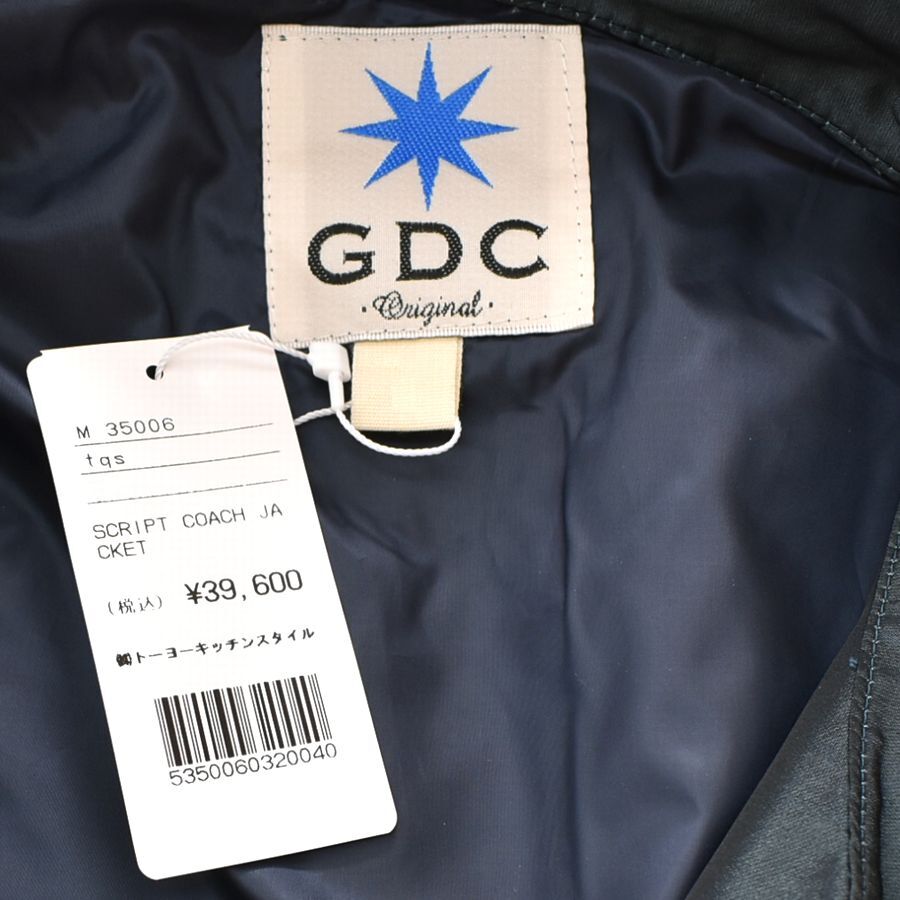 GDC
·Original·
M 35006
tqs
SCRIPT COACH JA
CKET
(税込) ¥39,600
㈱トーヨーキッチンスタイル
5350060320040